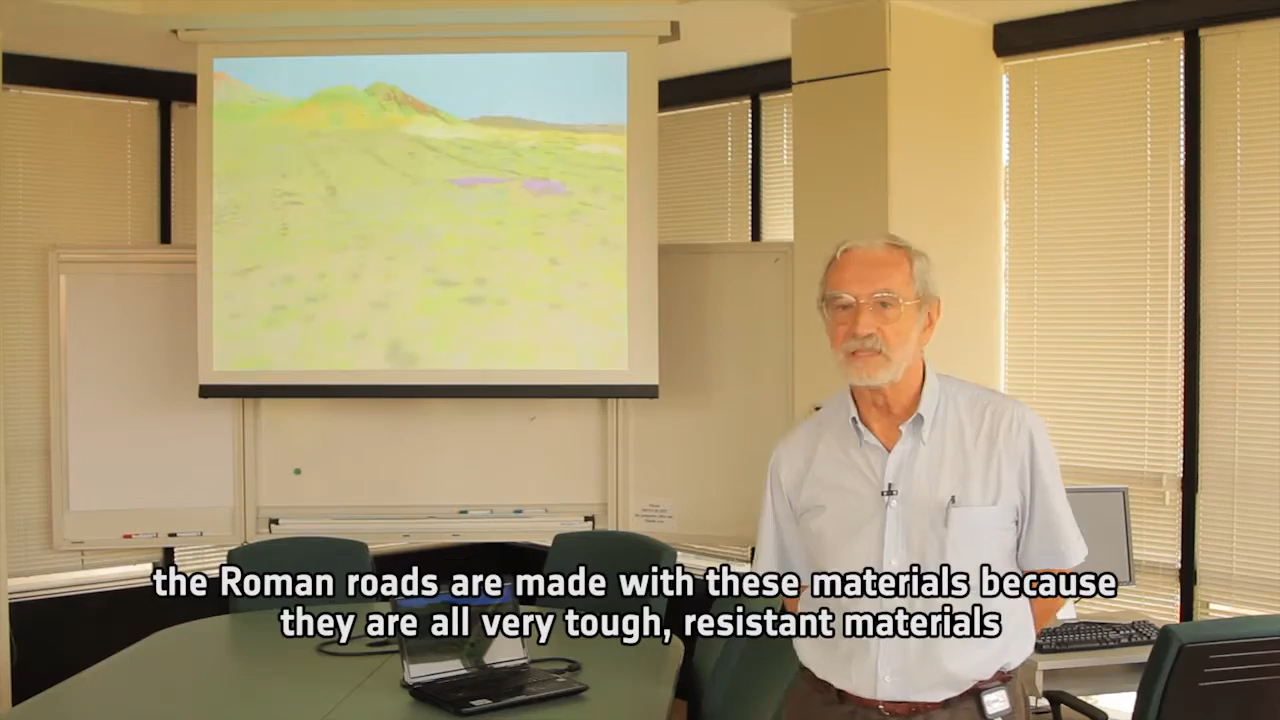 the Roman roads are made with these materials because
they are all very tough, resistant materials